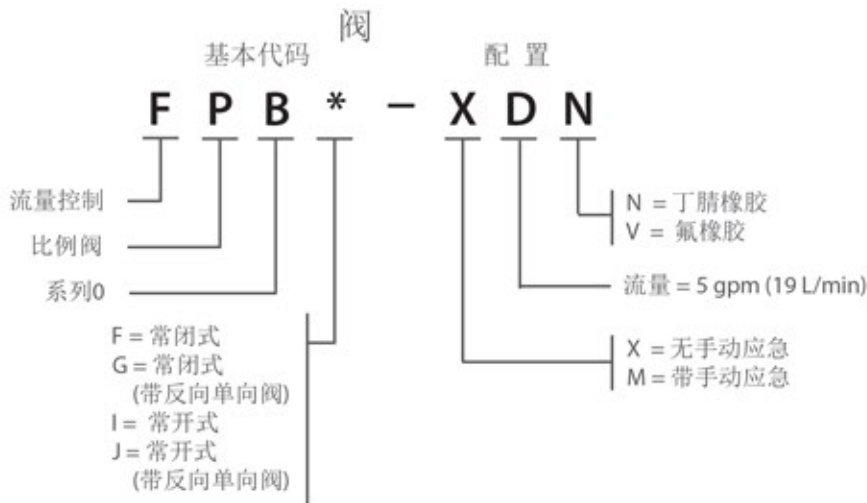 阀
基本代码 配 置
F P B * - X D N
流量控制
比例阀
系列0
F = 常闭式
G = 常闭式
(带反向单向阀)
I = 常开式
J = 常开式
(带反向单向阀)
N = 丁腈橡胶
V = 氟橡胶
流量 = 5 gpm (19 L/min)
X = 无手动应急
M = 带手动应急